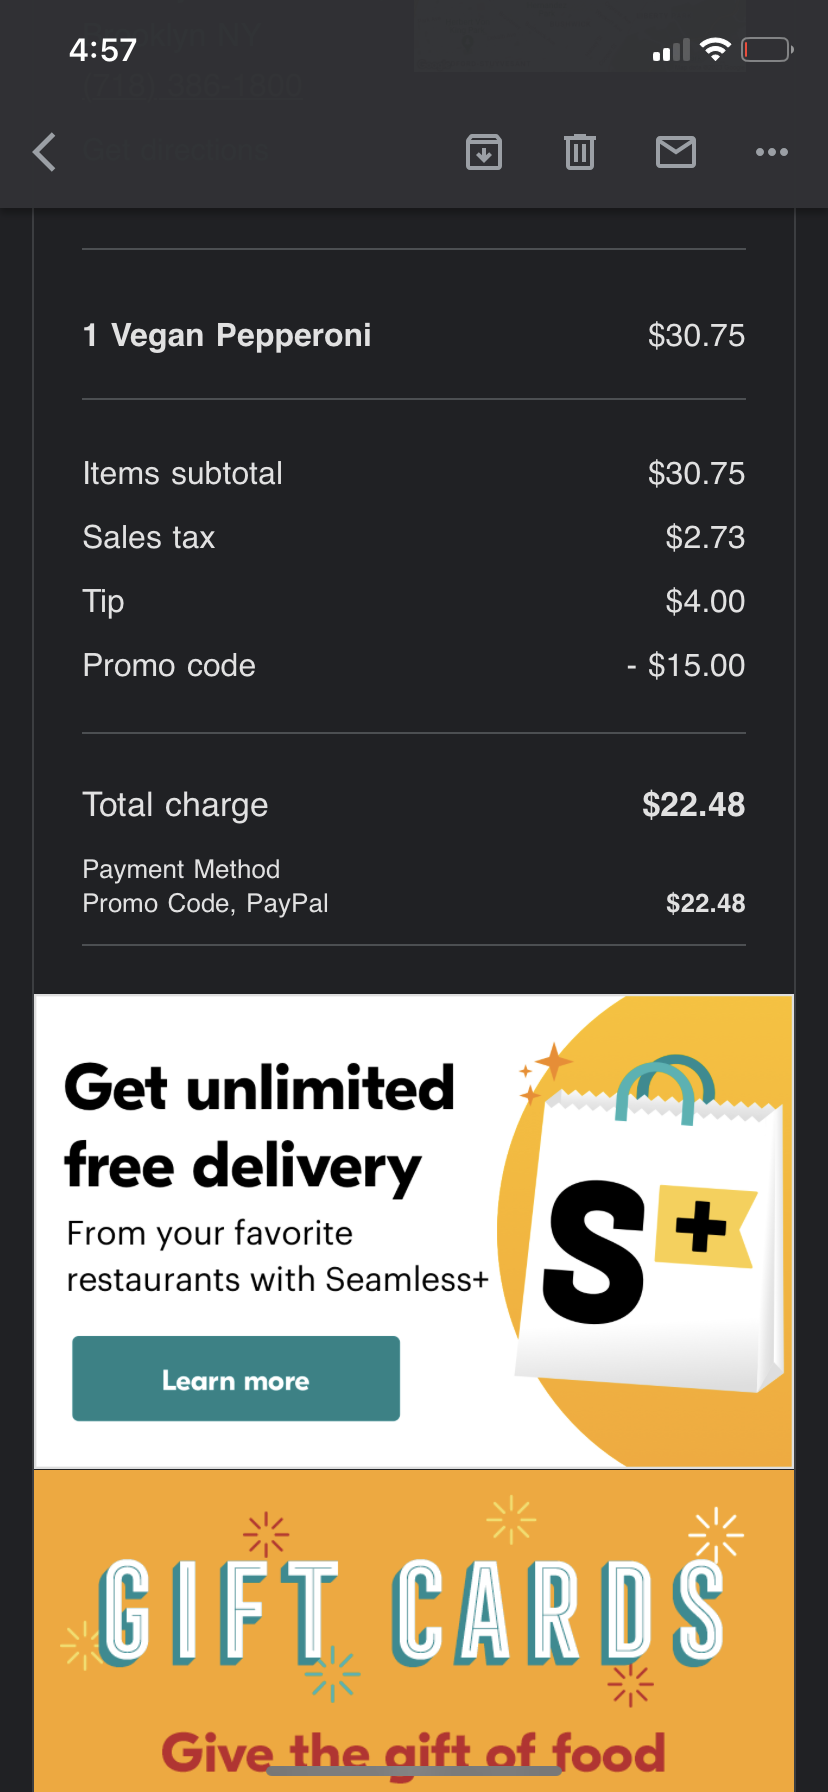 4:57
Brooklyn NY
(718) 386-1800
Get directions
1 Vegan Pepperoni $30.75
Items subtotal $30.75
Sales tax $2.73
Tip $4.00
Promo code - $15.00
Total charge $22.48
Payment Method
Promo Code, PayPal $22.48
Get unlimited
free delivery
From your favorite
restaurants with Seamless+
Learn more
S+
GIFT CARDS
Give the gift of food